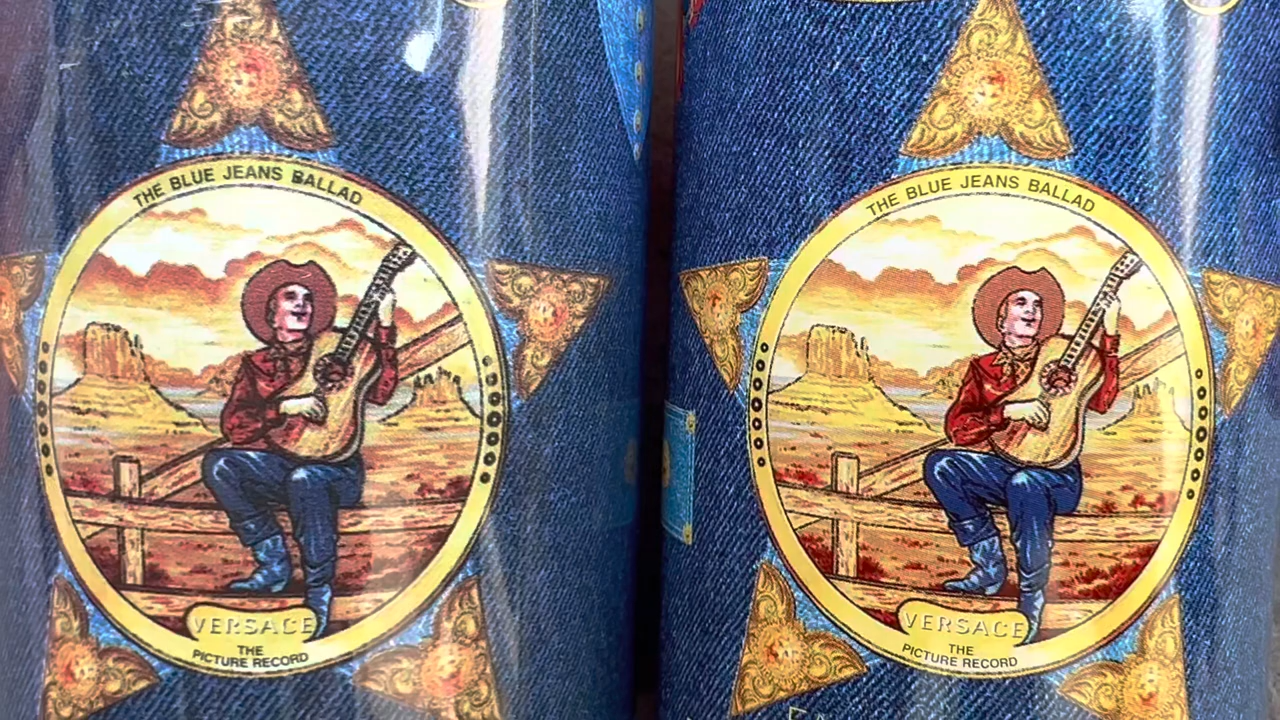 THE BLUE JEANS BALLAD
VERSACE
THE
PICTURE RECORD
THE BLUE JEANS BALLAD
VERSACE
THE
PICTURE RECORD